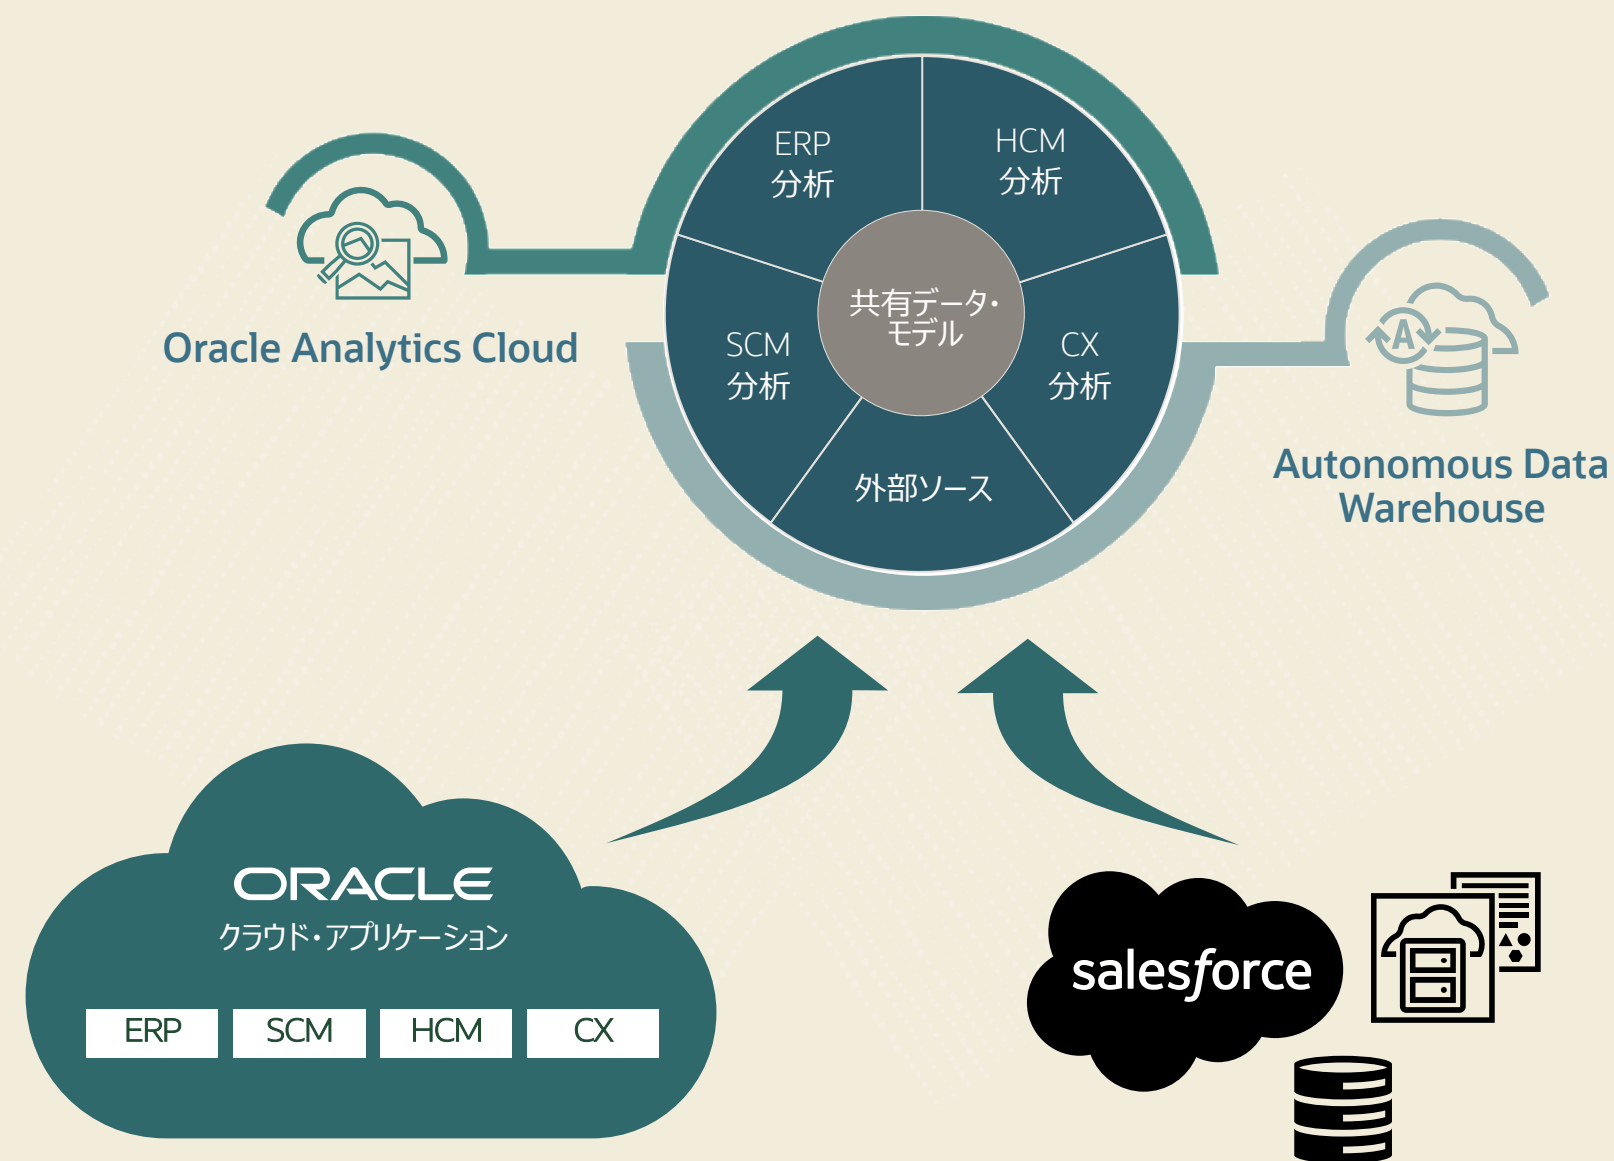 ERP
分析
HCM
分析
Oracle Analytics Cloud
共有データ・
モデル
SCM
分析
CX
分析
外部ソース
Autonomous Data
Warehouse
A
ORACLE
クラウド・アプリケーション
ERP
SCM
HCM
CX
salesforce